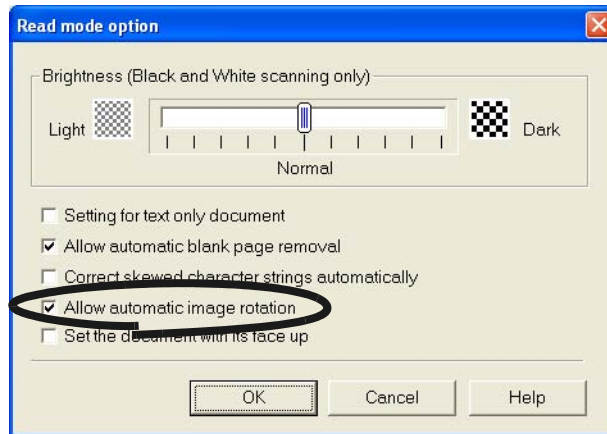 Read mode option
Brightness (Black and White scanning only)
Light Dark
Normal
Setting for text only document
Allow automatic blank page removal
Correct skewed character strings automatically
Allow automatic image rotation
Set the document with its face up
OK Cancel Help